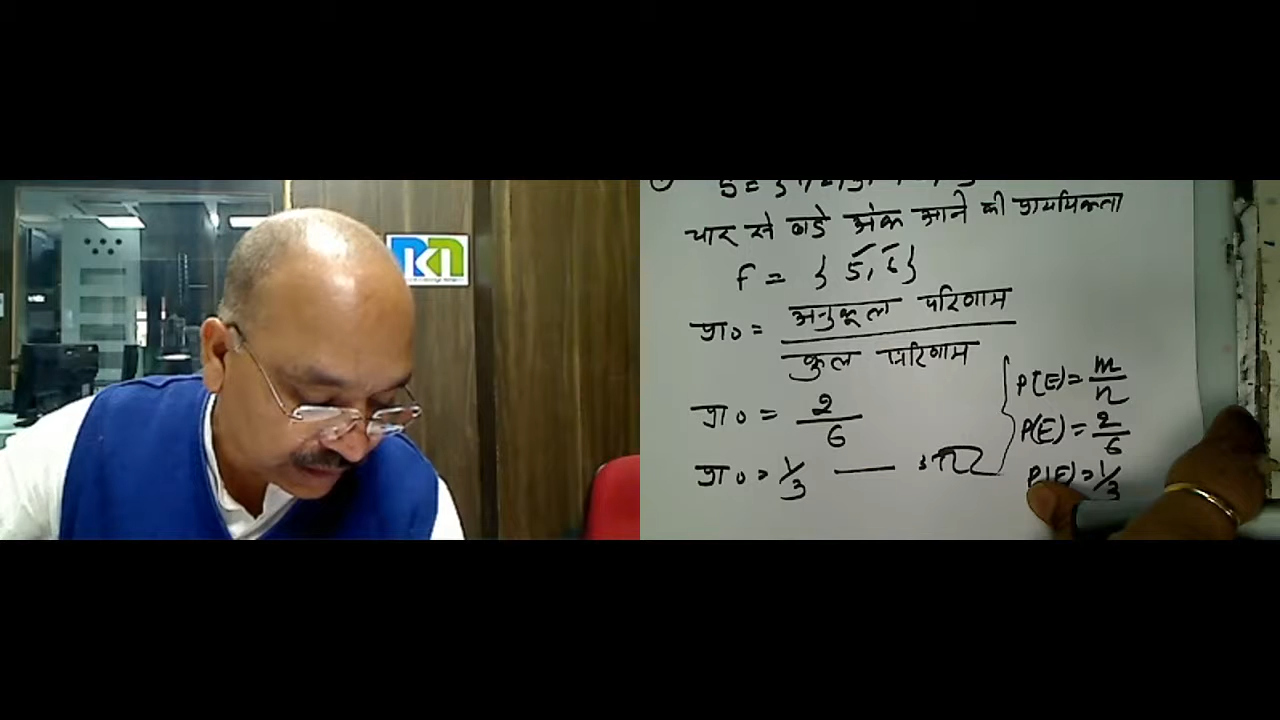 KN
चार से बडे अंक आने की प्रायिकता
F = { 5, 6 }
प्रा० = अनुकूल परिणाम / कुल परिणाम
प्रा० = 2/6
प्रा० = 1/3 —
P(E) = m/n
P(E) = 2/6
P(E) = 1/3